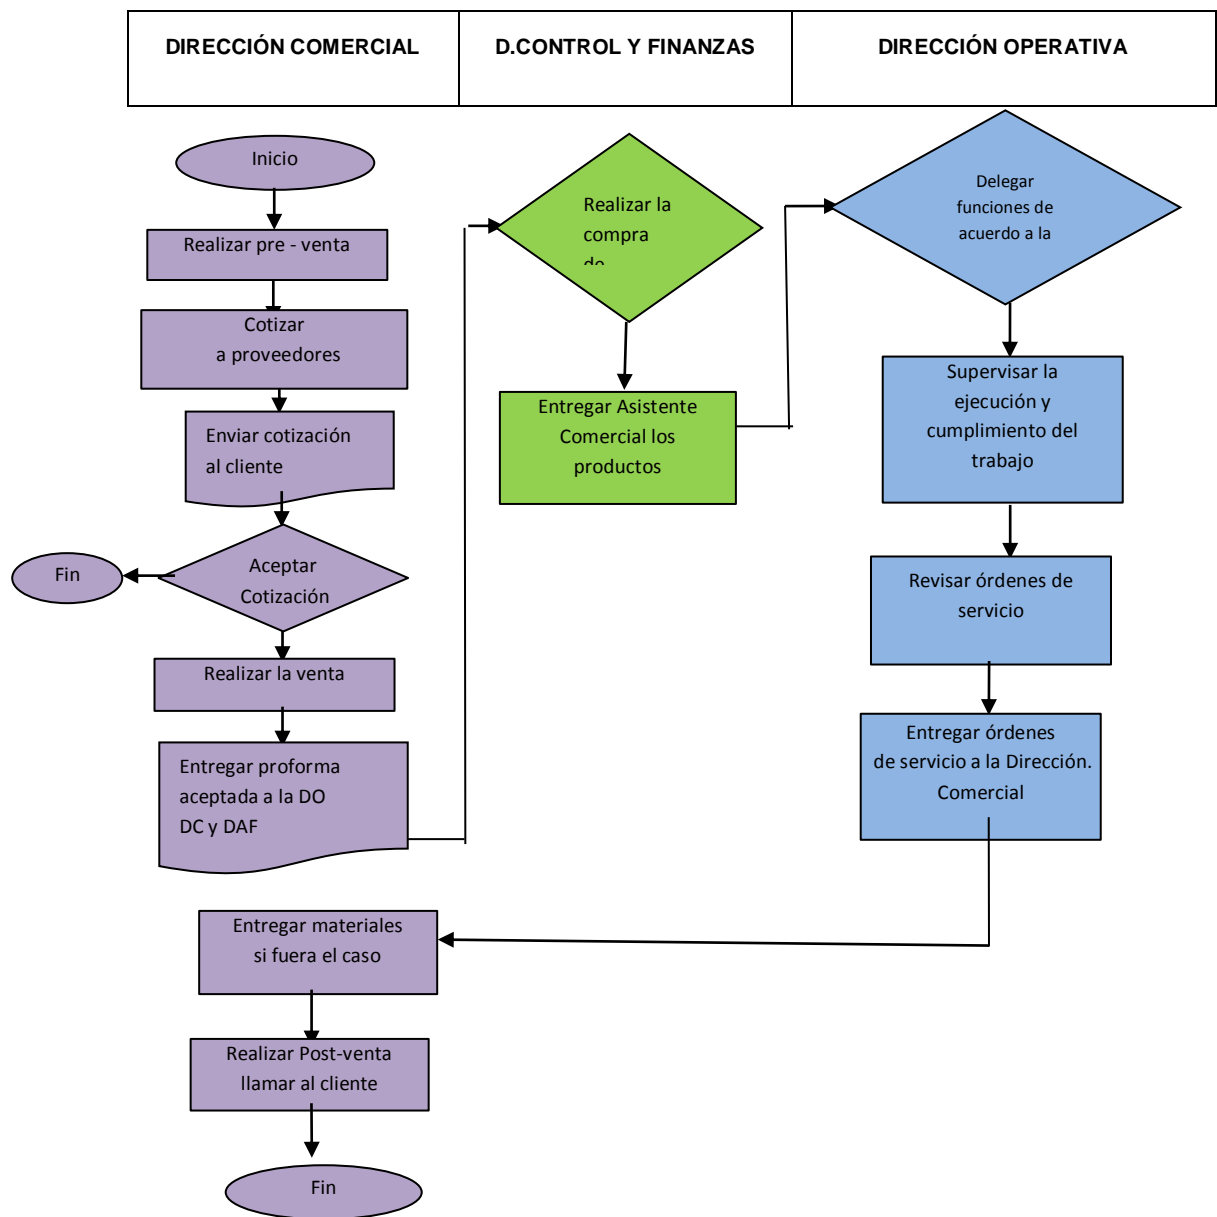 DIRECCIÓN COMERCIAL
D.CONTROL Y FINANZAS
DIRECCIÓN OPERATIVA
Inicio
Realizar pre - venta
Cotizar
a proveedores
Enviar cotización
al cliente
Aceptar
Cotización
Fin
Realizar la venta
Entregar proforma
aceptada a la DO
DC y DAF
Realizar la
compra
de
Entregar Asistente
Comercial los
productos
Delegar
funciones de
acuerdo a la
Supervisar la
ejecución y
cumplimiento del
trabajo
Revisar órdenes de
servicio
Entregar órdenes
de servicio a la Dirección.
Comercial
Entregar materiales
si fuera el caso
Realizar Post-venta
llamar al cliente
Fin